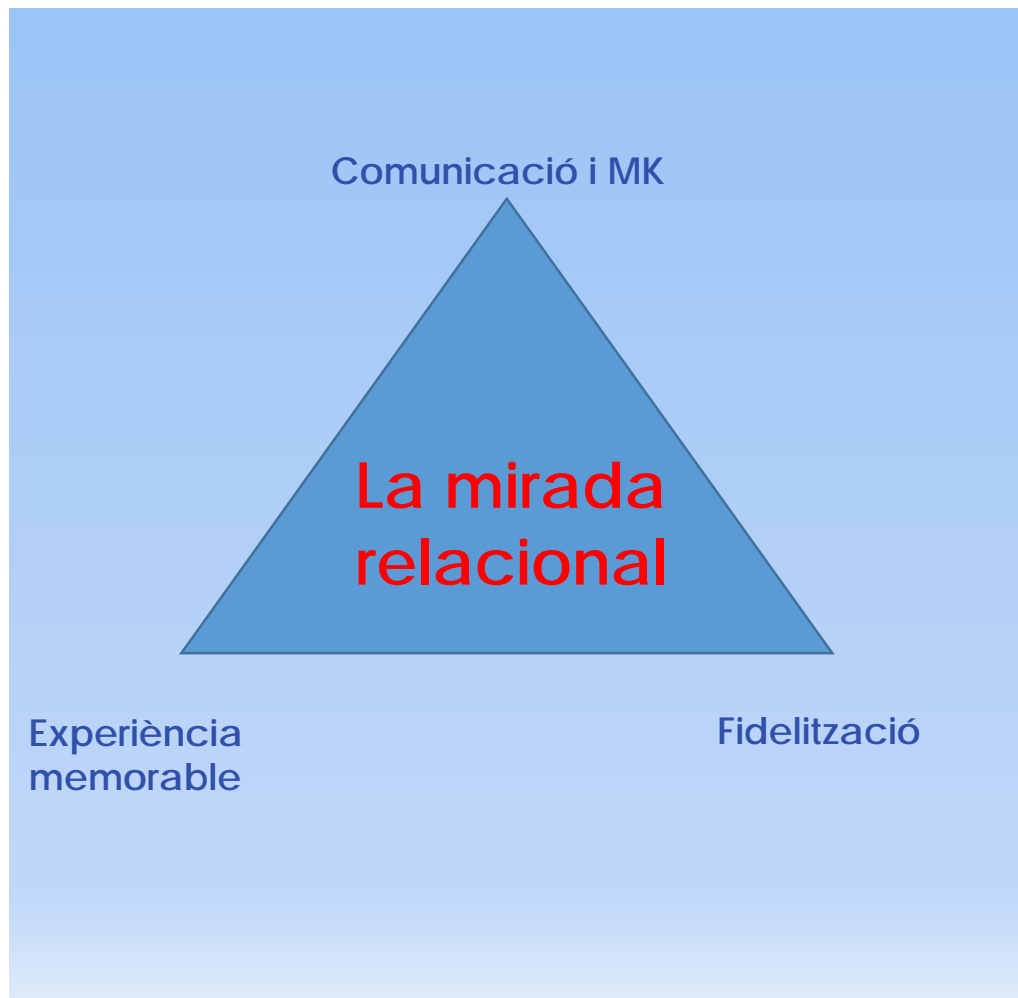 Comunicació i MK
La mirada
relacional
Experiència
memorable
Fidelització